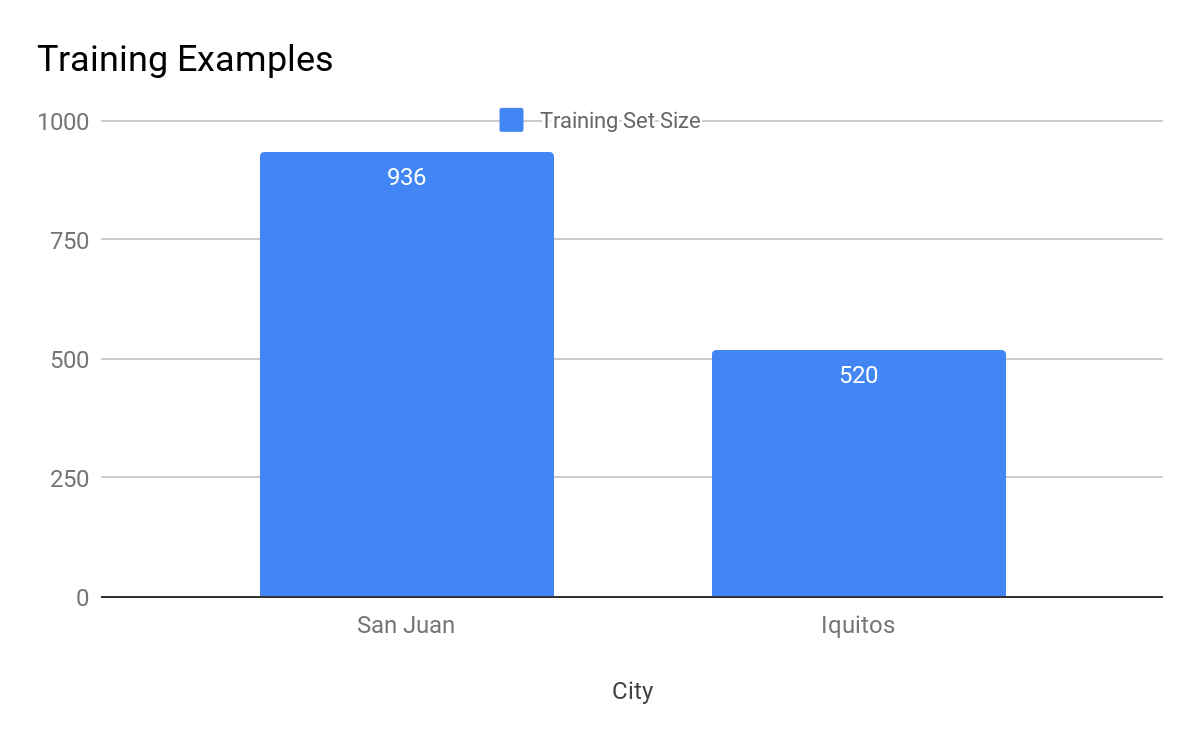 Training Examples
1000
Training Set Size
936
750
500
520
250
0
San Juan
Iquitos
City